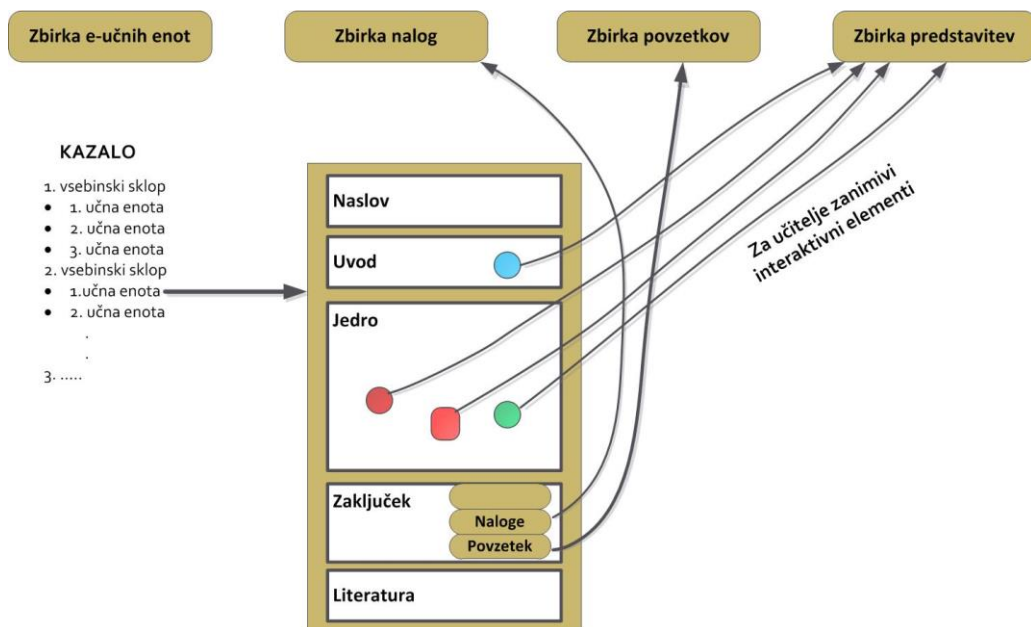 Zbirka e-učnih enot
Zbirka nalog
Zbirka povzetkov
Zbirka predstavitev
KAZALO
1. vsebinski sklop
• 1. učna enota
• 2. učna enota
• 3. učna enota
2. vsebinski sklop
• 1.učna enota
• 2. učna enota
.
.
3. .....
Naslov
Uvod
Jedro
Zaključek
Naloge
Povzetek
Literatura
Za učitelje zanimivi
interaktivni elementi